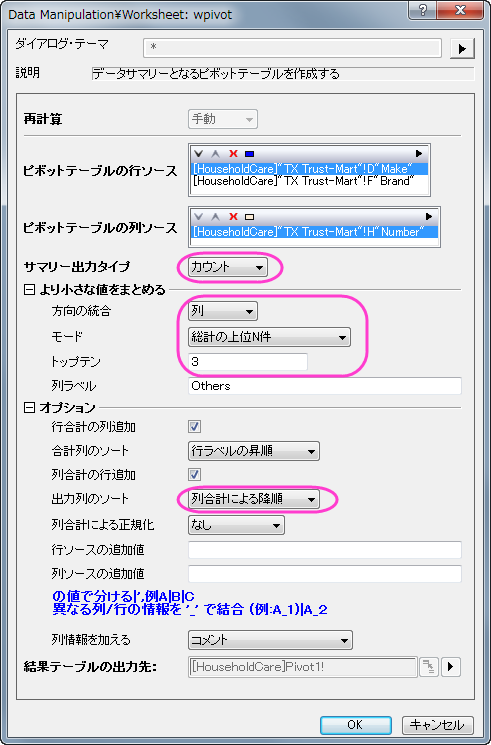 Data Manipulation¥Worksheet: wpivot
ダイアログ・テーマ *
説明 データサマリーとなるピボットテーブルを作成する
再計算 手動
ピボットテーブルの行ソース
[HouseholdCare]"TX Trust-Mart"!D"Make"
[HouseholdCare]"TX Trust-Mart"!F"Brand"
ピボットテーブルの列ソース
[HouseholdCare]"TX Trust-Mart"!H"Number"
サマリー出力タイプ カウント
より小さな値をまとめる
方向の統合 列
モード 総計の上位N件
トップテン 3
列ラベル Others
オプション
行合計の列追加
合計列のソート 行ラベルの昇順
列合計の行追加
出力列のソート 列合計による降順
列合計による正規化 なし
行ソースの追加値
列ソースの追加値
の値で分ける|',例A|B|C
異なる列/行の情報を '_' で結合 (例:A_1)|A_2
列情報を加える コメント
結果テーブルの出力先: [HouseholdCare]Pivot1!
OK キャンセル